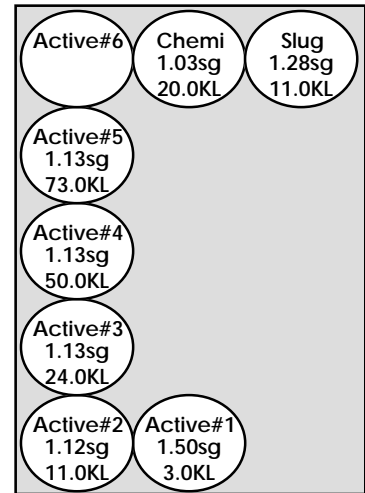 Active#6
Chemi
1.03sg
20.0KL
Slug
1.28sg
11.0KL
Active#5
1.13sg
73.0KL
Active#4
1.13sg
50.0KL
Active#3
1.13sg
24.0KL
Active#2
1.12sg
11.0KL
Active#1
1.50sg
3.0KL